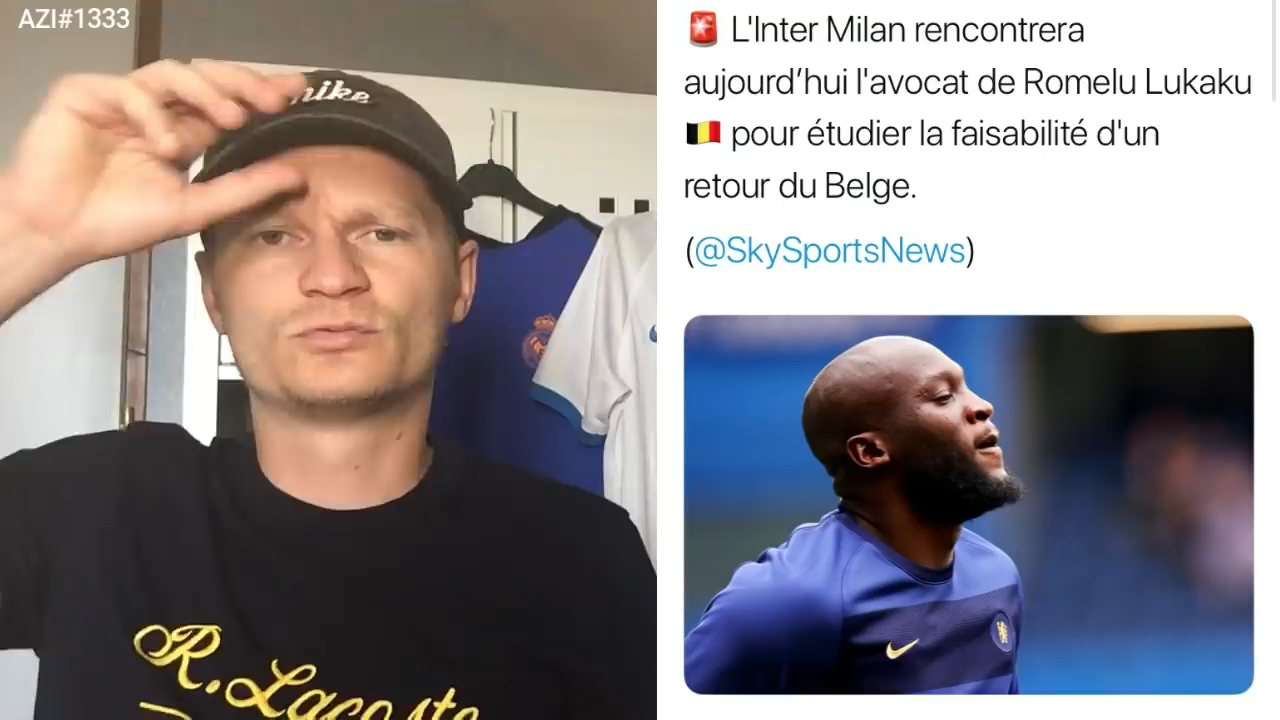 AZI#1333
nike
R. Lacoste
🚨 L'Inter Milan rencontrera
aujourd’hui l'avocat de Romelu Lukaku
🇧🇪 pour étudier la faisabilité d'un
retour du Belge.
(@SkySportsNews)